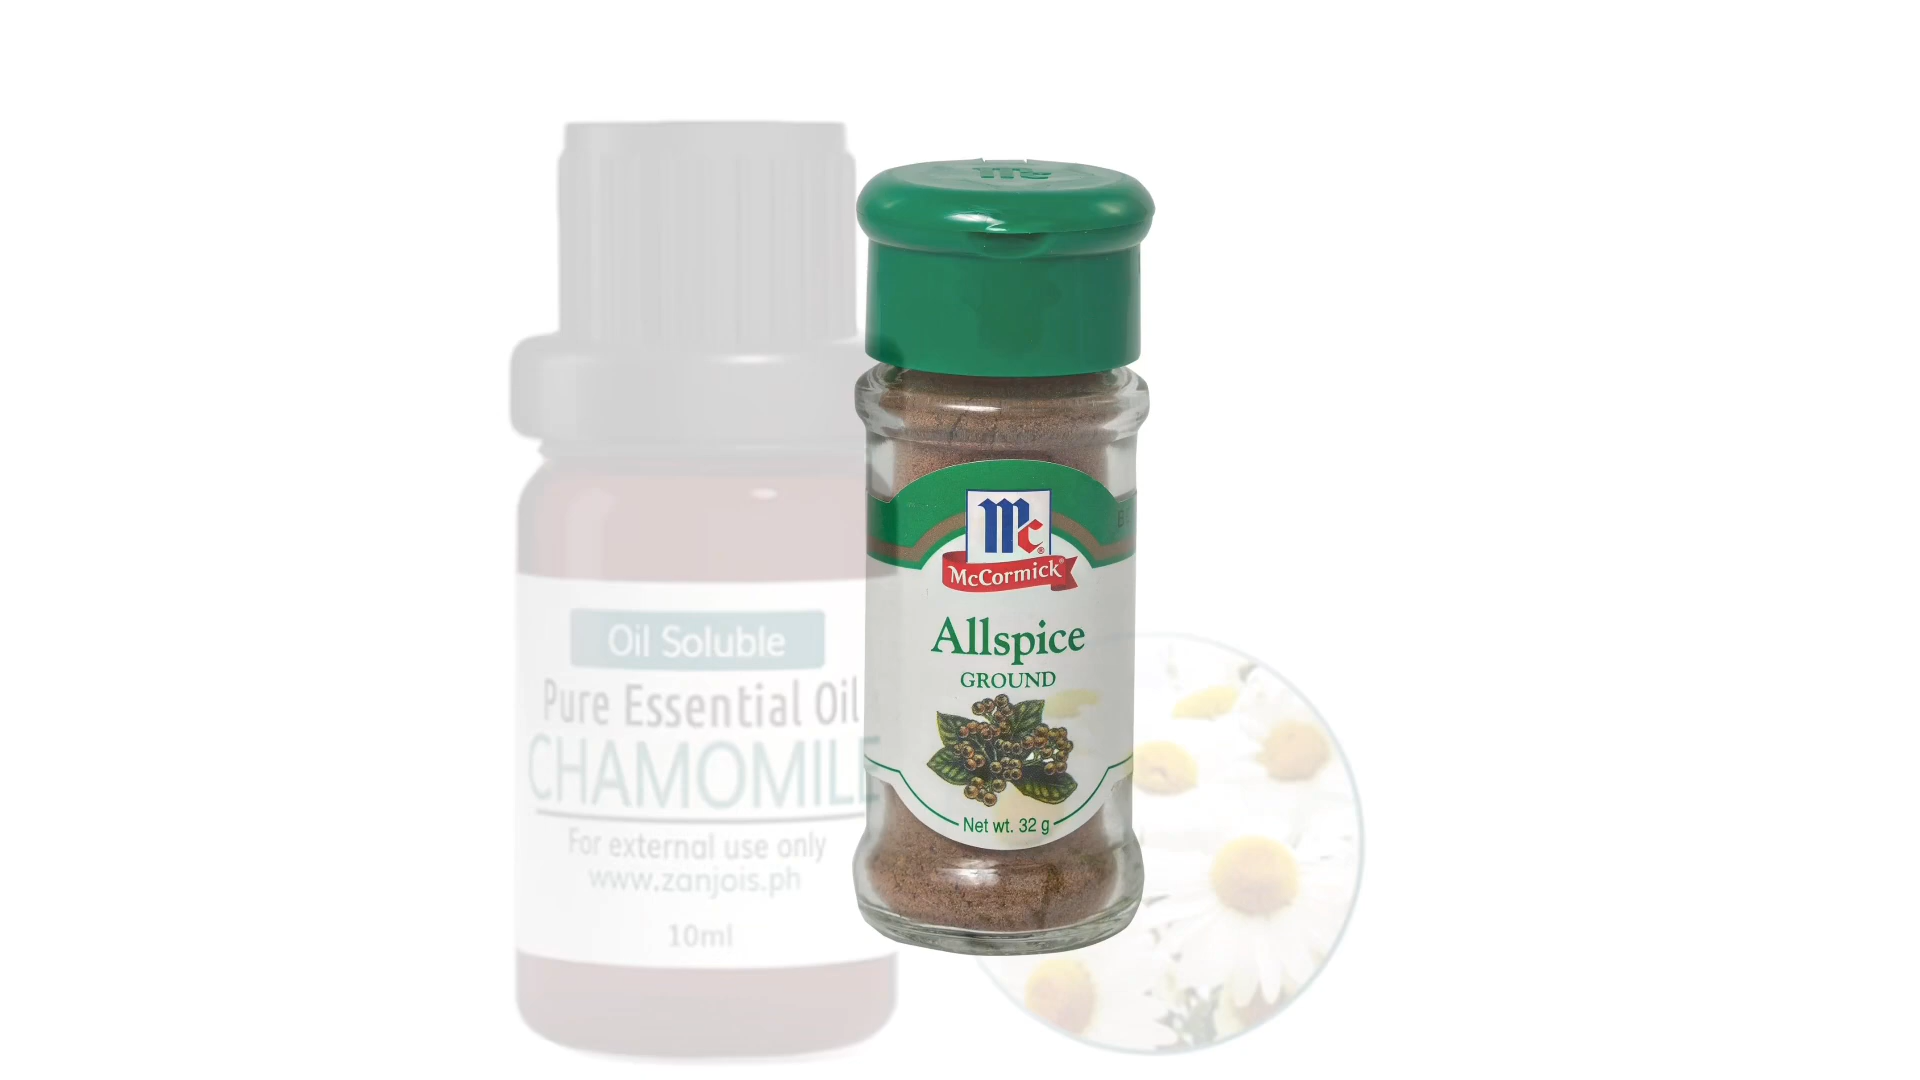 Mc
McCormick
Allspice
GROUND
Net wt. 32 g
Oil Soluble
Pure Essential Oil
CHAMOMILE
For external use only
www.zanjois.ph
10ml